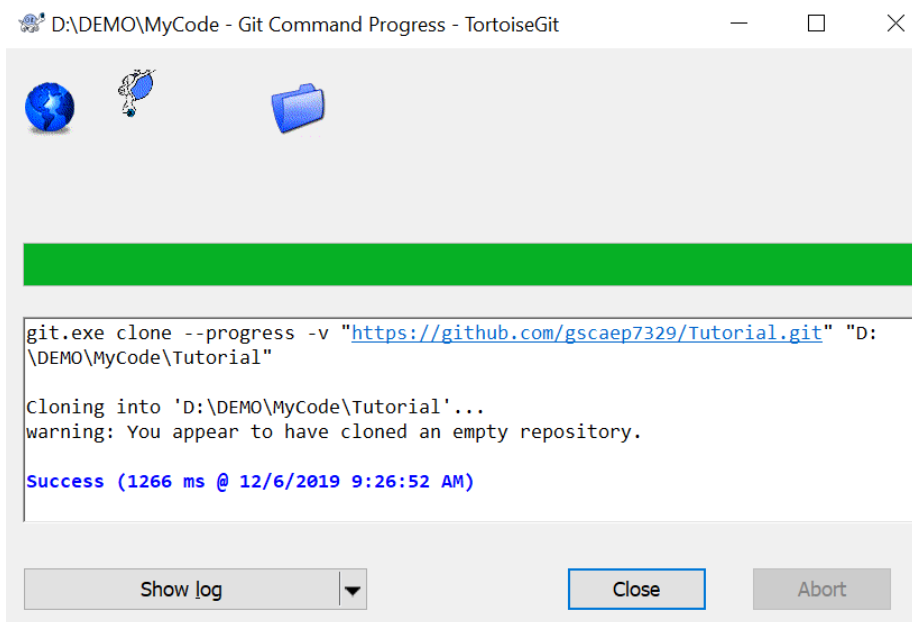 D:\DEMO\MyCode - Git Command Progress - TortoiseGit
git.exe clone --progress -v "https://github.com/gscaep7329/Tutorial.git" "D:
\DEMO\MyCode\Tutorial"
Cloning into 'D:\DEMO\MyCode\Tutorial'...
warning: You appear to have cloned an empty repository.
Success (1266 ms @ 12/6/2019 9:26:52 AM)
Show log
Close
Abort